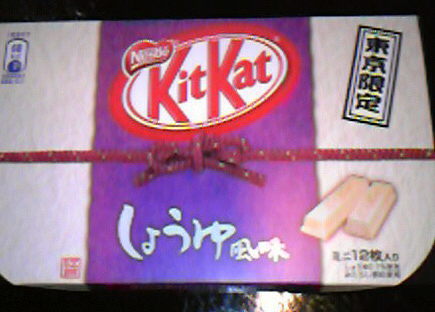 Nestlé
KitKat
東京限定
しょうゆ風味
ミニ12枚入り